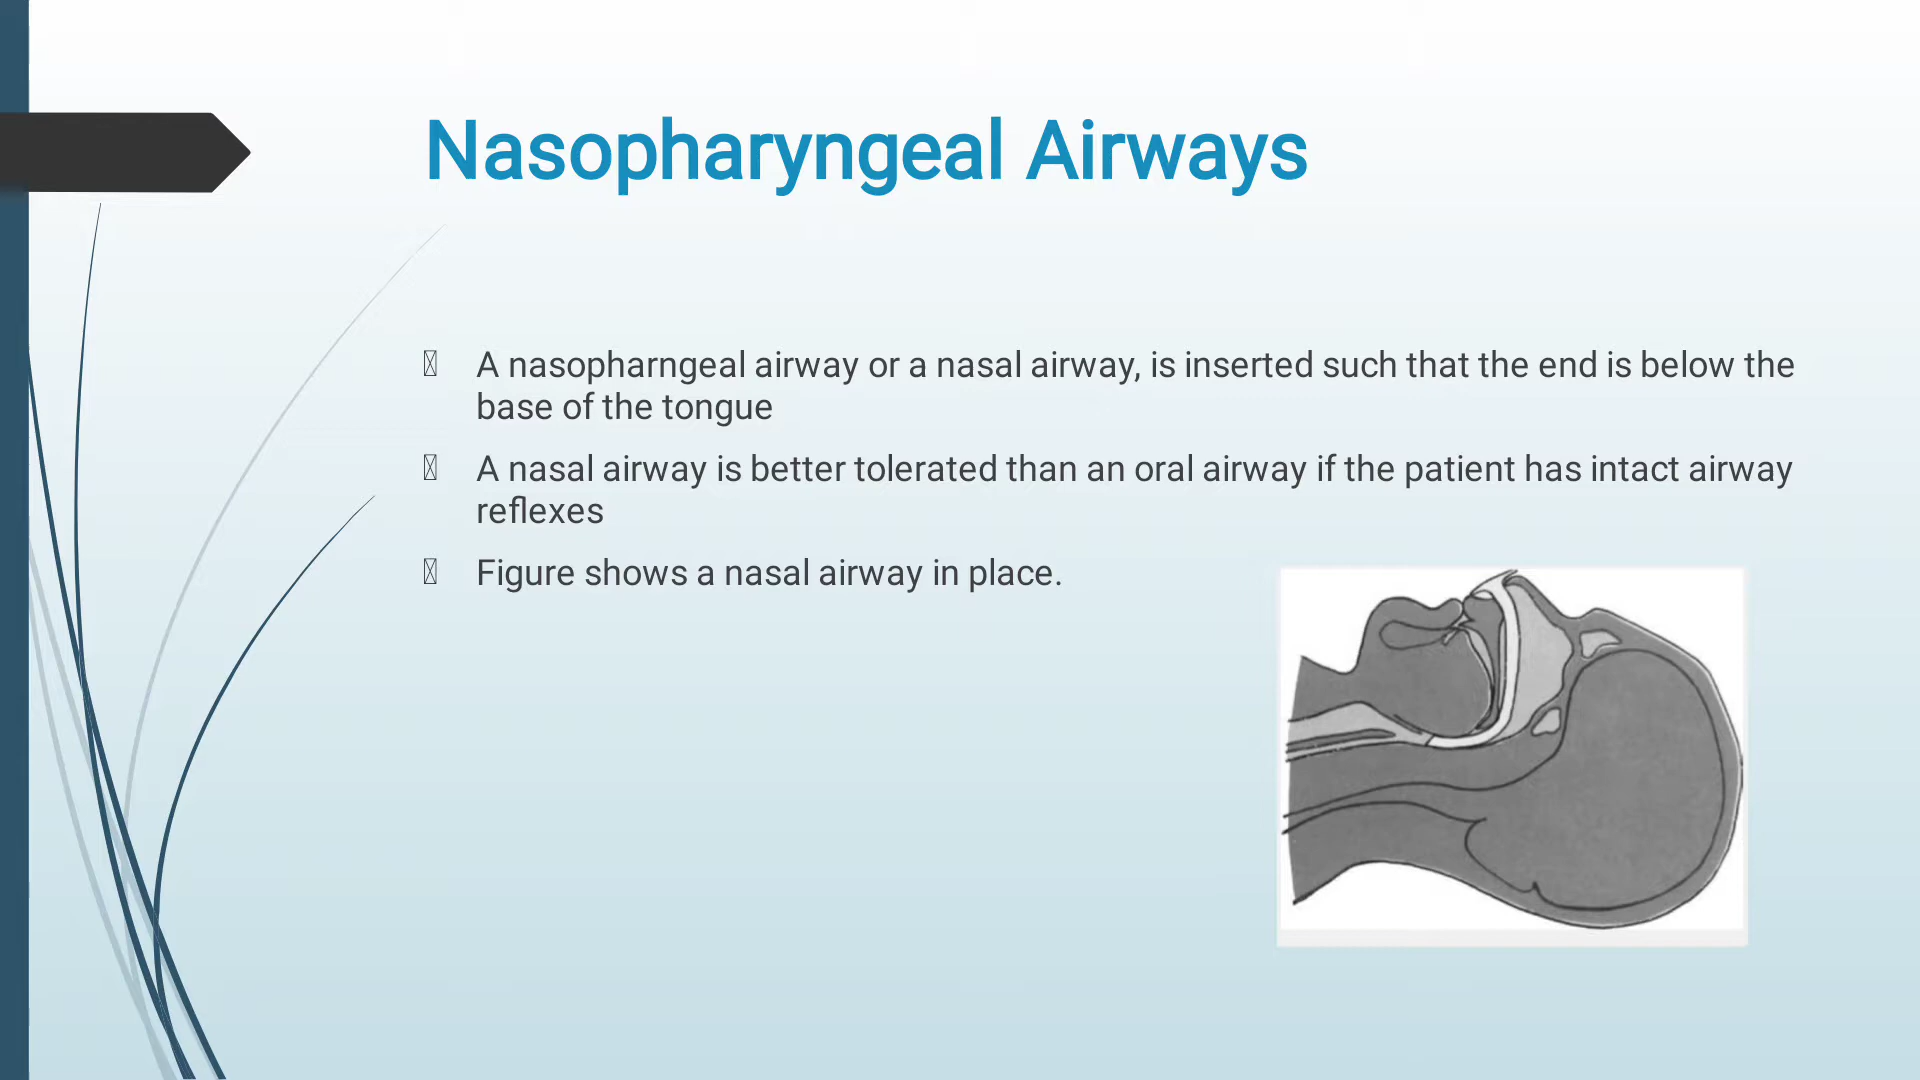 Nasopharyngeal Airways
A nasopharngeal airway or a nasal airway, is inserted such that the end is below the
base of the tongue
A nasal airway is better tolerated than an oral airway if the patient has intact airway
reflexes
Figure shows a nasal airway in place.